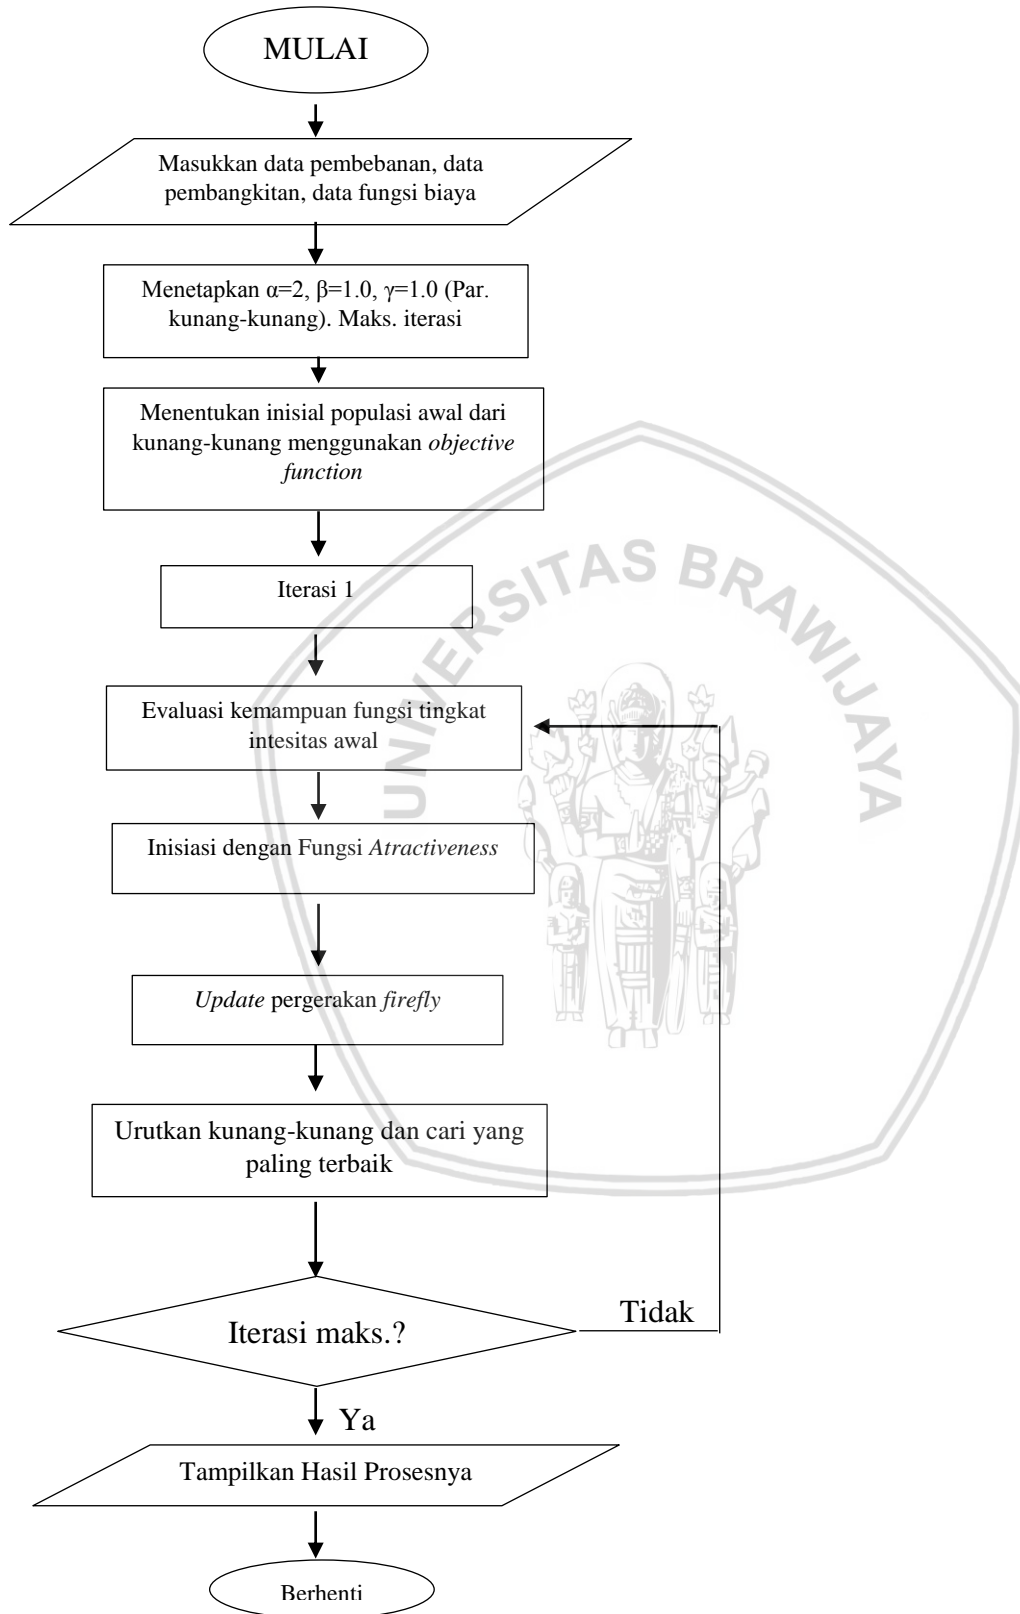 MULAI
Masukkan data pembebanan, data
pembangkitan, data fungsi biaya
Menetapkan α=2, β=1.0, γ=1.0 (Par.
kunang-kunang). Maks. iterasi
Menentukan inisial populasi awal dari
kunang-kunang menggunakan objective
function
Iterasi 1
UNIVERSITAS BRAWIJAYA
Evaluasi kemampuan fungsi tingkat
intesitas awal
Inisiasi dengan Fungsi Atractiveness
Update pergerakan firefly
Urutkan kunang-kunang dan cari yang
paling terbaik
Iterasi maks.?
Tidak
Ya
Tampilkan Hasil Prosesnya
Berhenti